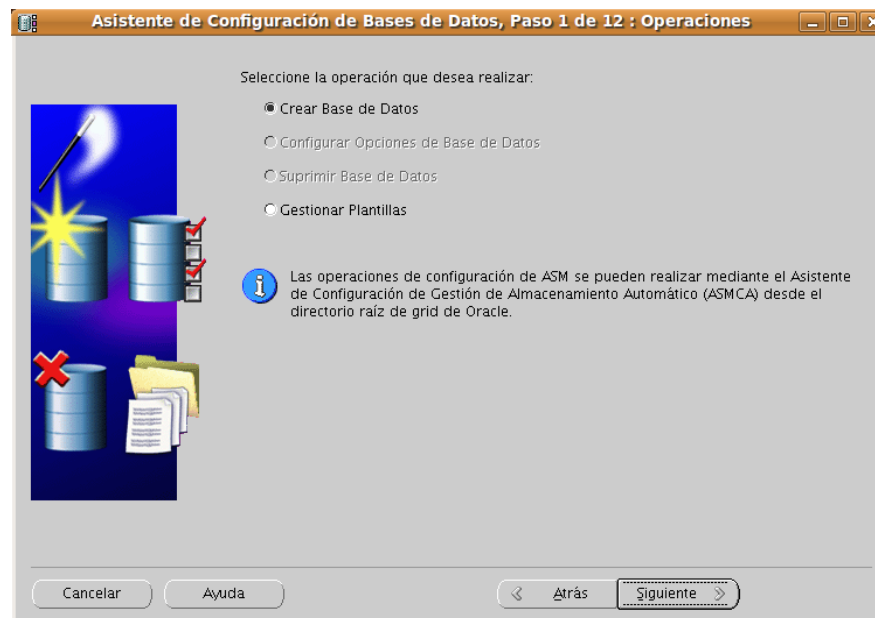 Asistente de Configuración de Bases de Datos, Paso 1 de 12 : Operaciones
Seleccione la operación que desea realizar:
Crear Base de Datos
Configurar Opciones de Base de Datos
Suprimir Base de Datos
Gestionar Plantillas
Las operaciones de configuración de ASM se pueden realizar mediante el Asistente
de Configuración de Gestión de Almacenamiento Automático (ASMCA) desde el
directorio raíz de grid de Oracle.
Cancelar
Ayuda
Atrás
Siguiente